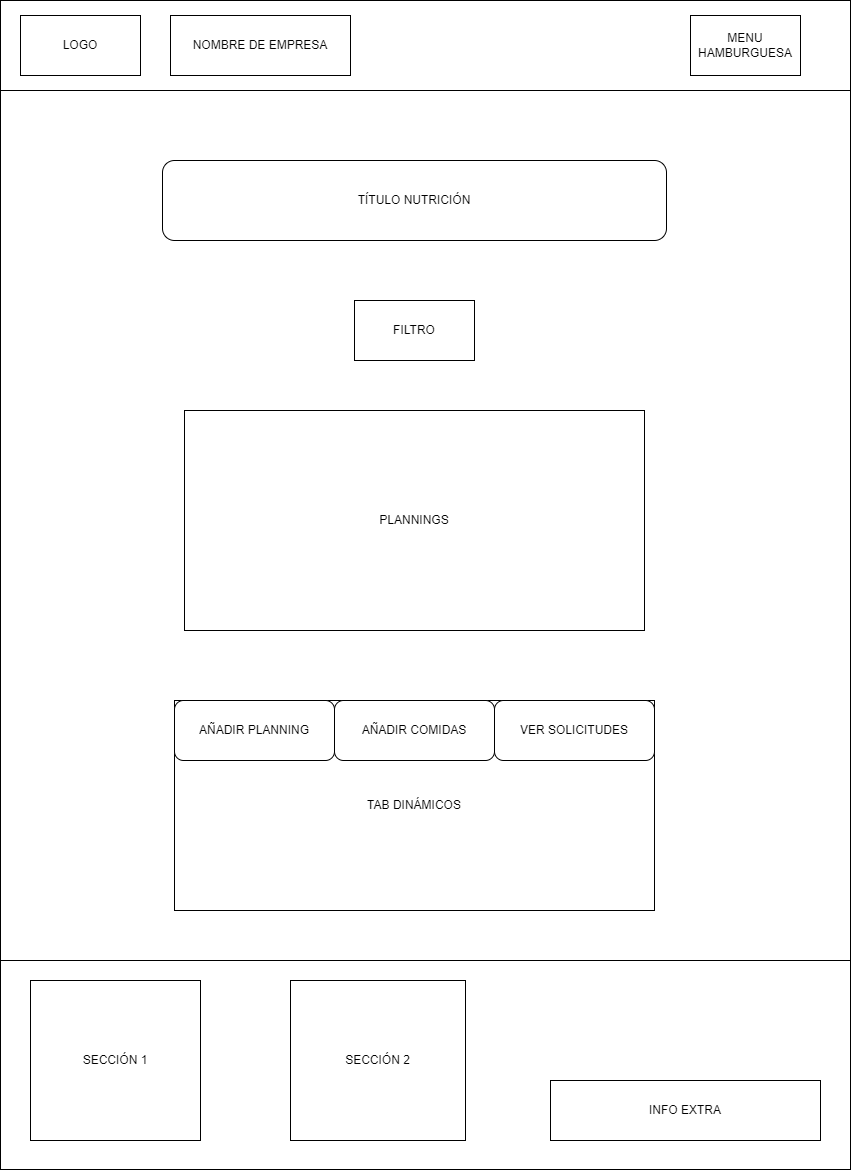 LOGO
NOMBRE DE EMPRESA
MENU
HAMBURGUESA
TÍTULO NUTRICIÓN
FILTRO
PLANNINGS
AÑADIR PLANNING
AÑADIR COMIDAS
VER SOLICITUDES
TAB DINÁMICOS
SECCIÓN 1
SECCIÓN 2
INFO EXTRA